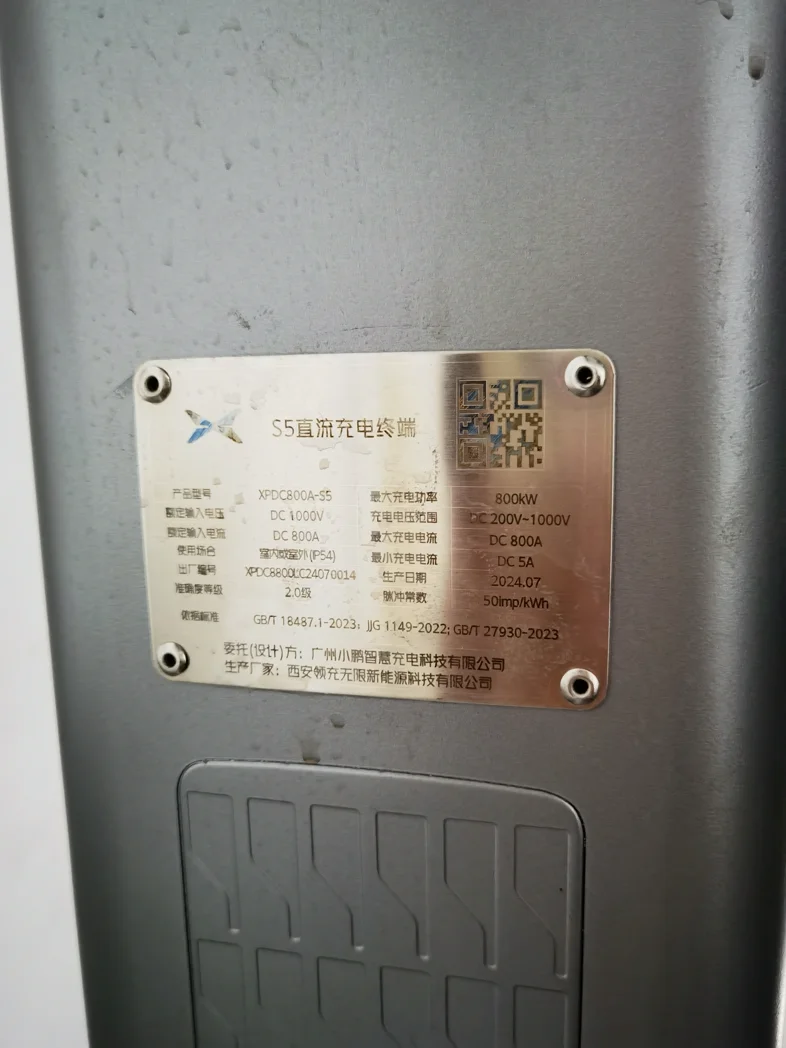 S5直流充电终端
产品型号 XPDC800A-S5 最大充电功率 800kW
额定输入电压 DC 1000V 充电电压范围 DC 200V~1000V
额定输入电流 DC 800A 最大充电电流 DC 800A
使用场合 室内或室外(IP54) 最小充电电流 DC 5A
出厂编号 XPDC8800LC24070014 生产日期 2024.07
准确度等级 2.0级 脉冲常数 50imp/kWh
依据标准 GB/T 18487.1-2023; JJG 1149-2022; GB/T 27930-2023
委托(设计)方: 广州小鹏智慧充电科技有限公司
生产厂家: 西安领充无限新能源科技有限公司